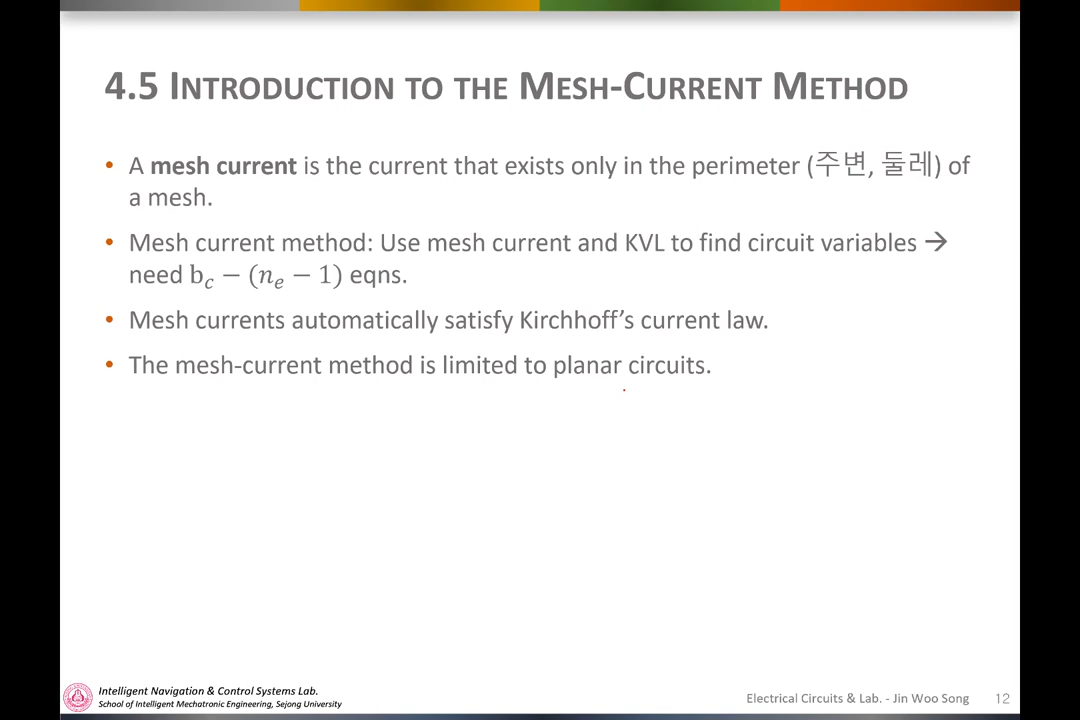 4.5 INTRODUCTION TO THE MESH-CURRENT METHOD
• A mesh current is the current that exists only in the perimeter (주변, 둘레) of
a mesh.
• Mesh current method: Use mesh current and KVL to find circuit variables →
need b_c − (n_e − 1) eqns.
• Mesh currents automatically satisfy Kirchhoff’s current law.
• The mesh-current method is limited to planar circuits.
Intelligent Navigation & Control Systems Lab.
School of Intelligent Mechatronic Engineering, Sejong University
Electrical Circuits & Lab. - Jin Woo Song 12